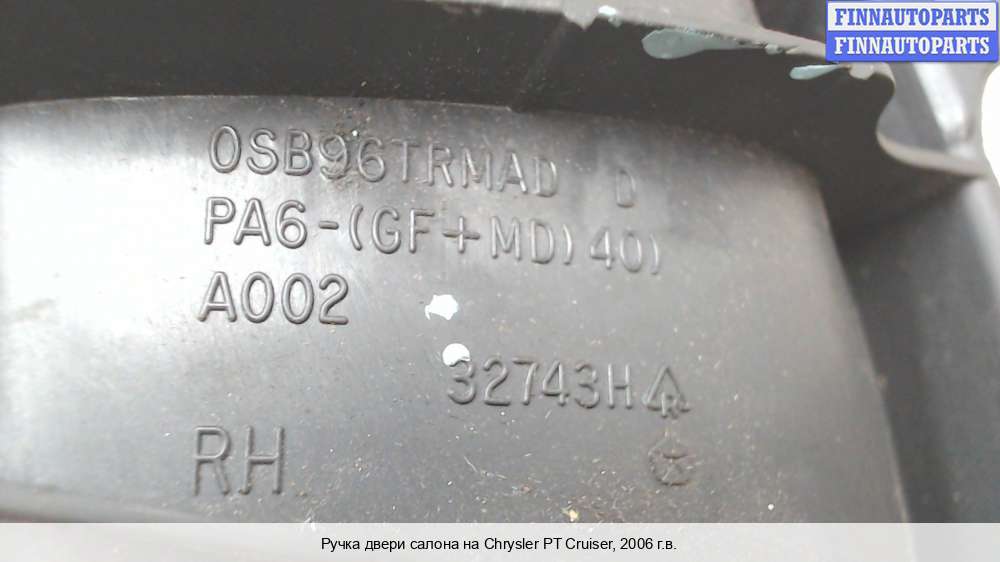 FINNAUTOPARTS
FINNAUTOPARTS
0SB96TRMAD D
PA6-(GF+MD)40)
A002
32743H
RH
Ручка двери салона на Chrysler PT Cruiser, 2006 г.в.